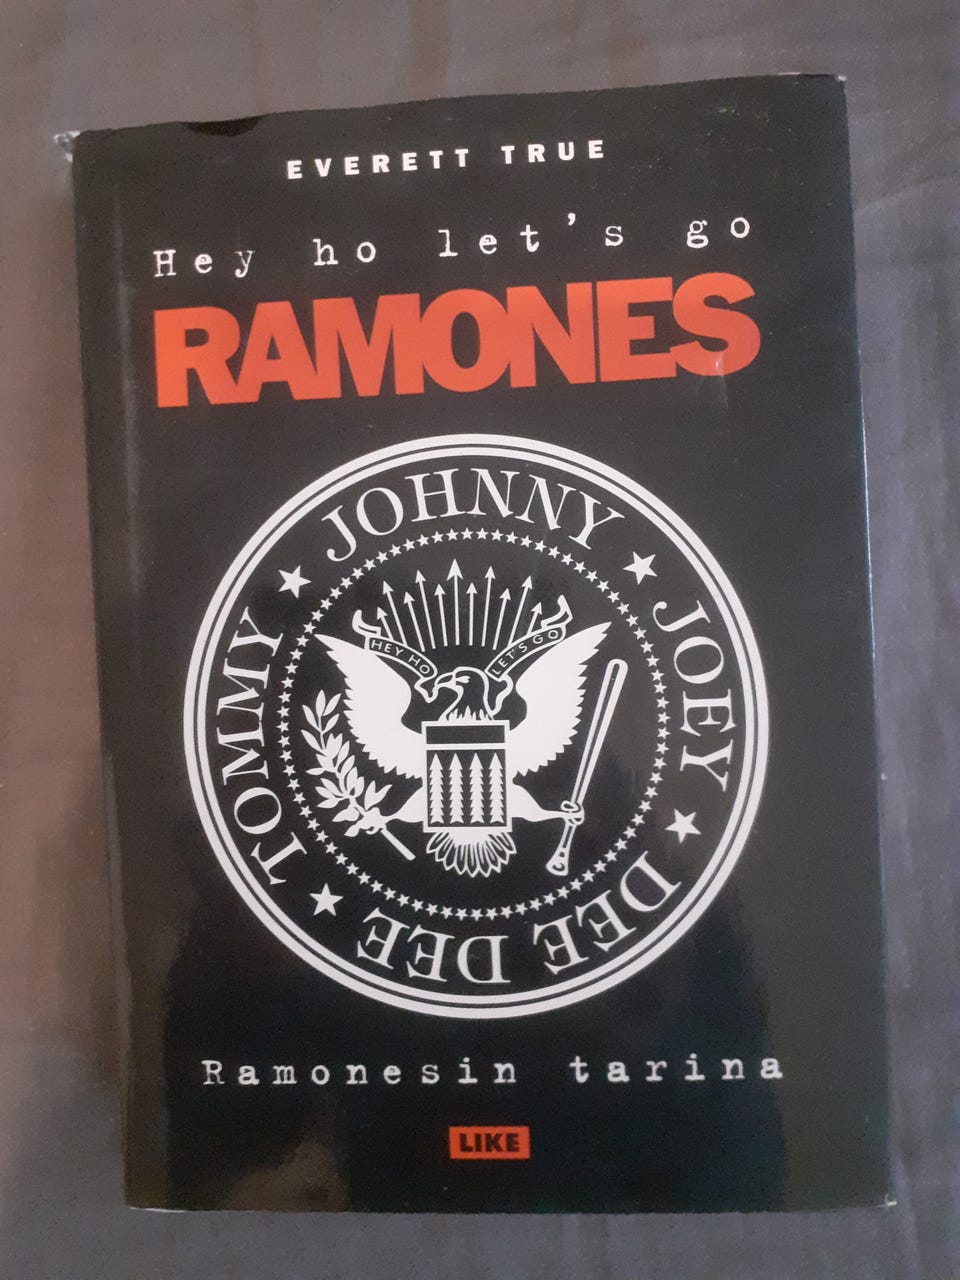 EVERETT TRUE
Hey ho let's go
RAMONES
JOHNNY ★ JOEY ★ DEE DEE ★ TOMMY ★
HEY HO LET'S GO
Ramonesin tarina
LIKE